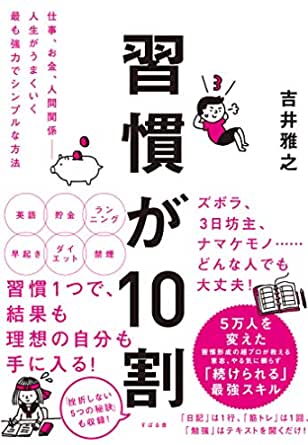 仕事、お金、人間関係——
人生がうまくいく
最も強力でシンプルな方法
習慣が10割
3
吉井雅之
英語
貯金
ラン
ニング
早起き
ダイ
エット
禁煙
ズボラ、
3日坊主、
ナマケモノ……
どんな人でも
大丈夫!
習慣1つで、
結果も
理想の自分も
手に入る!
5万人を
変えた
習慣形成の超プロが教える
意志、やる気に頼らず
「続けられる」
最強スキル
「挫折しない
5つの秘訣」
も収録!
すばる舎
「日記」は1行、「筋トレ」は1回、
「勉強」はテキストを開くだけ!